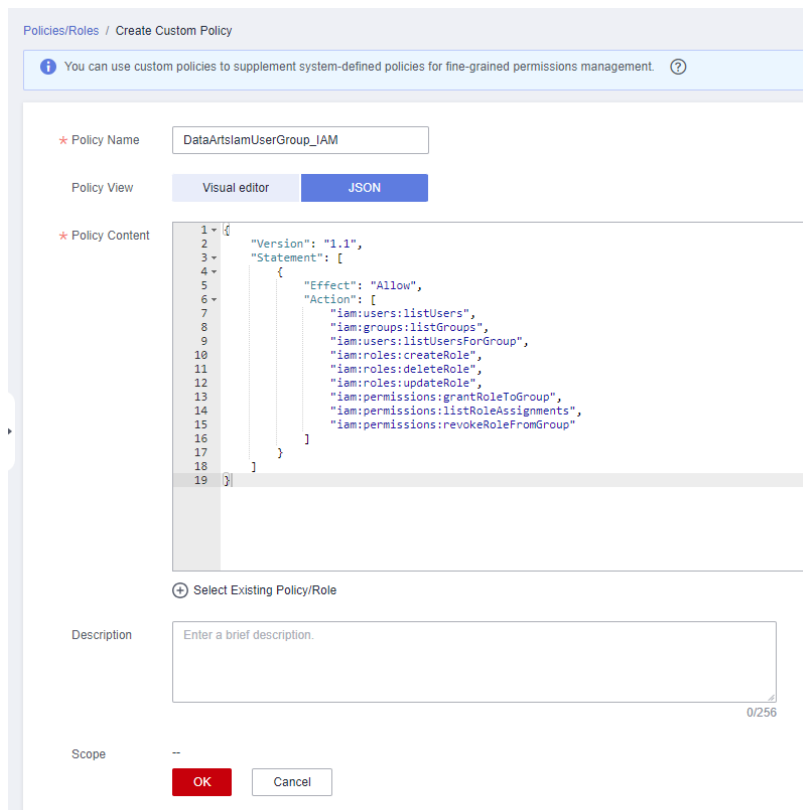 Policies/Roles / Create Custom Policy
You can use custom policies to supplement system-defined policies for fine-grained permissions management.
* Policy Name DataArtsIamUserGroup_IAM
Policy View Visual editor JSON
* Policy Content
1 {
2 "Version": "1.1",
3 "Statement": [
4 {
5 "Effect": "Allow",
6 "Action": [
7 "iam:users:listUsers",
8 "iam:groups:listGroups",
9 "iam:users:listUsersForGroup",
10 "iam:roles:createRole",
11 "iam:roles:deleteRole",
12 "iam:roles:updateRole",
13 "iam:permissions:grantRoleToGroup",
14 "iam:permissions:listRoleAssignments",
15 "iam:permissions:revokeRoleFromGroup"
16 ]
17 }
18 ]
19 }
Select Existing Policy/Role
Description Enter a brief description.
0/256
Scope --
OK Cancel